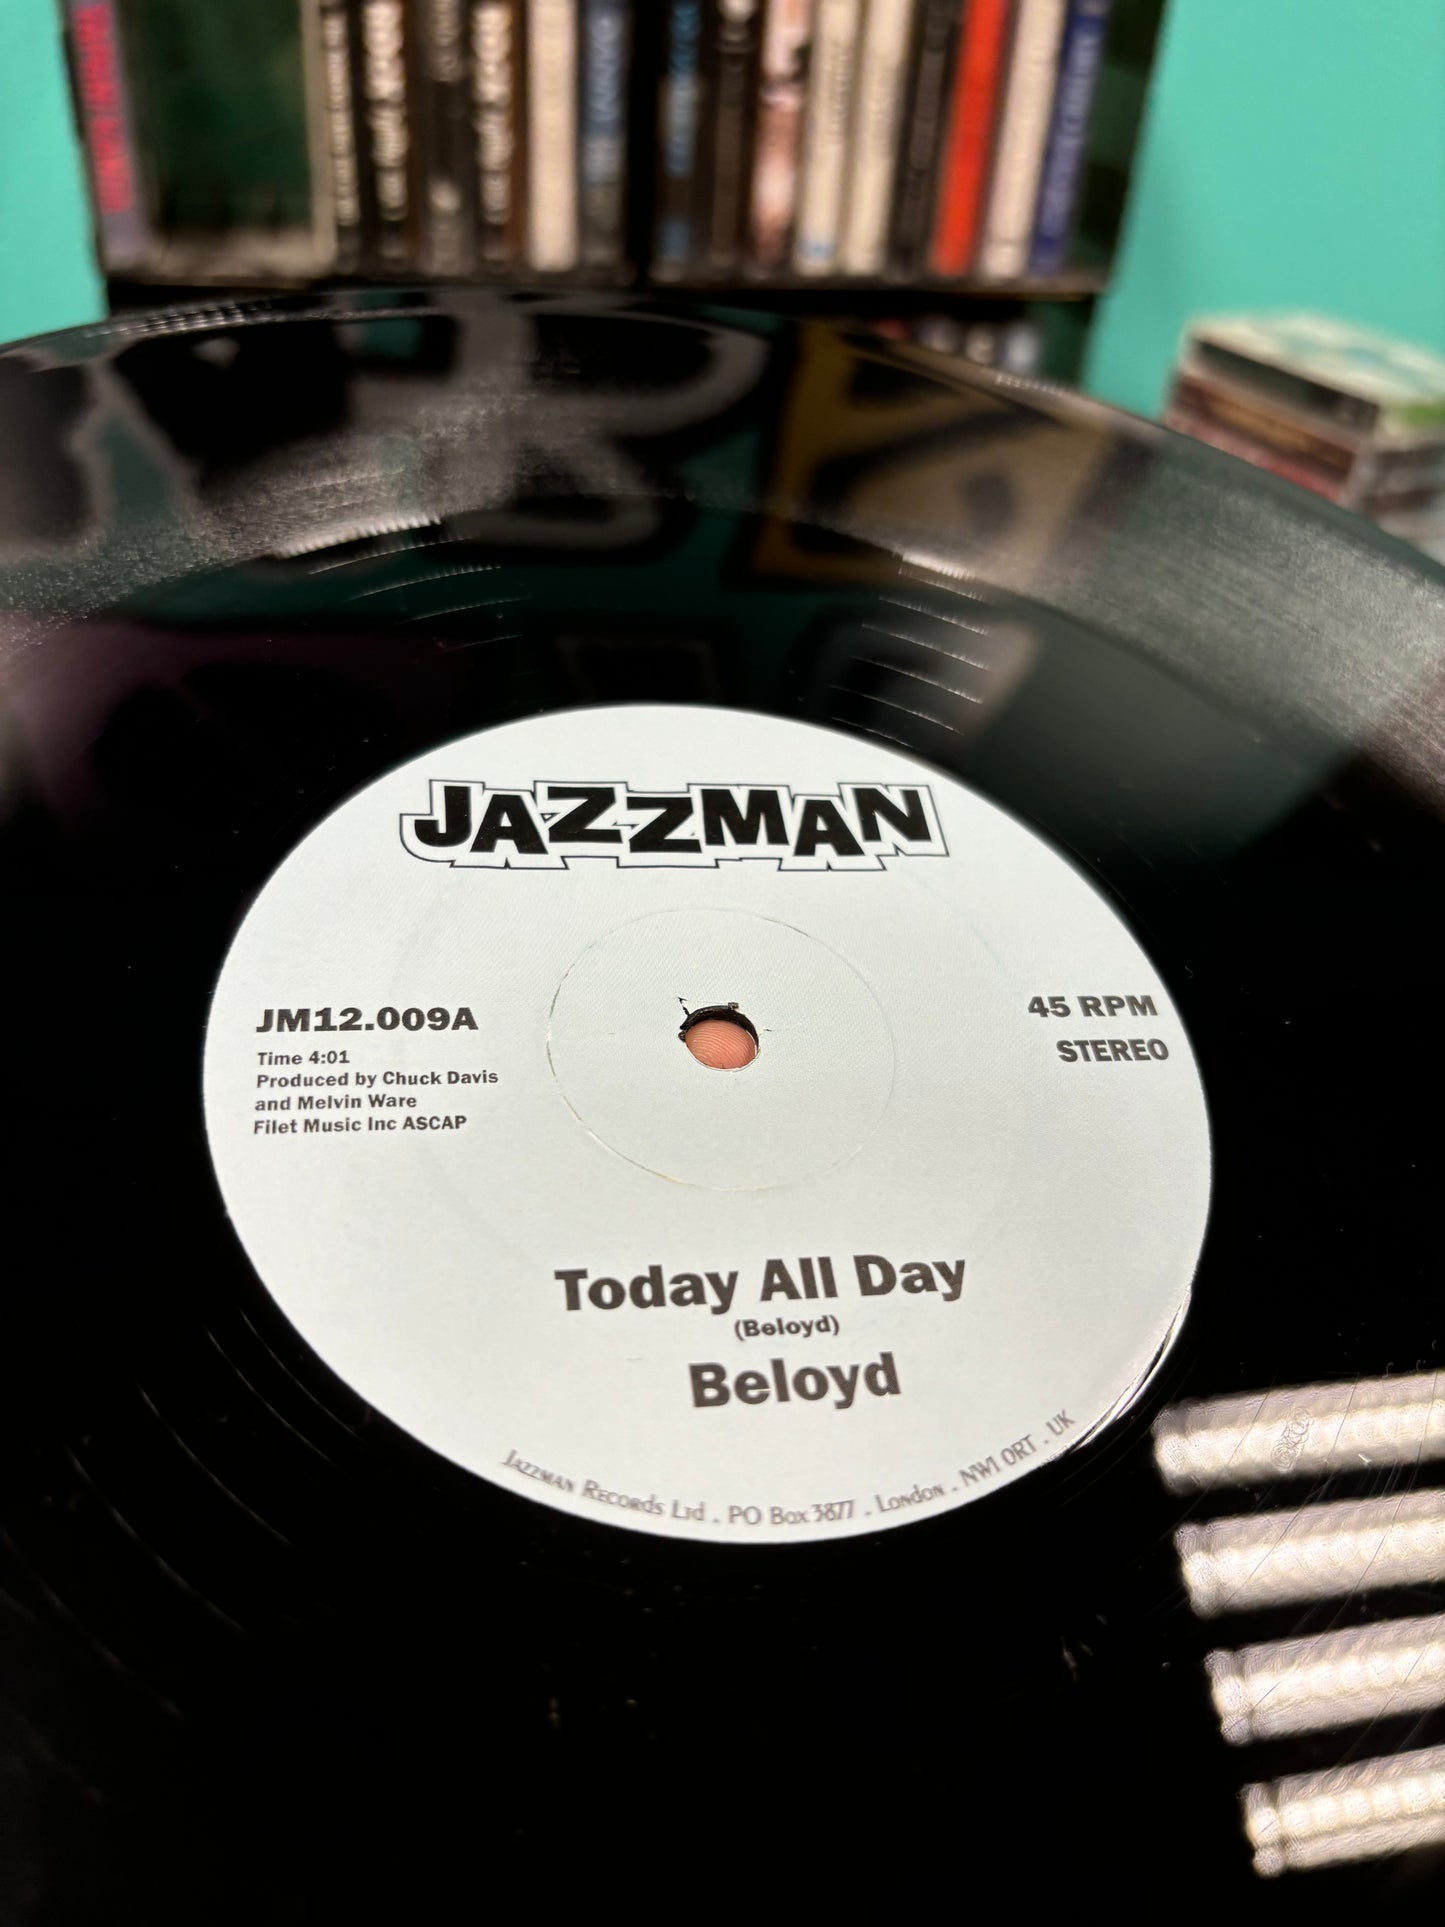 JAZZMAN
JM12.009A
Time 4:01
Produced by Chuck Davis
and Melvin Ware
Filet Music Inc ASCAP
45 RPM
STEREO
Today All Day
(Beloyd)
Beloyd
Jazzman Records Ltd . PO Box 3877 . London . NW1 0RT . UK